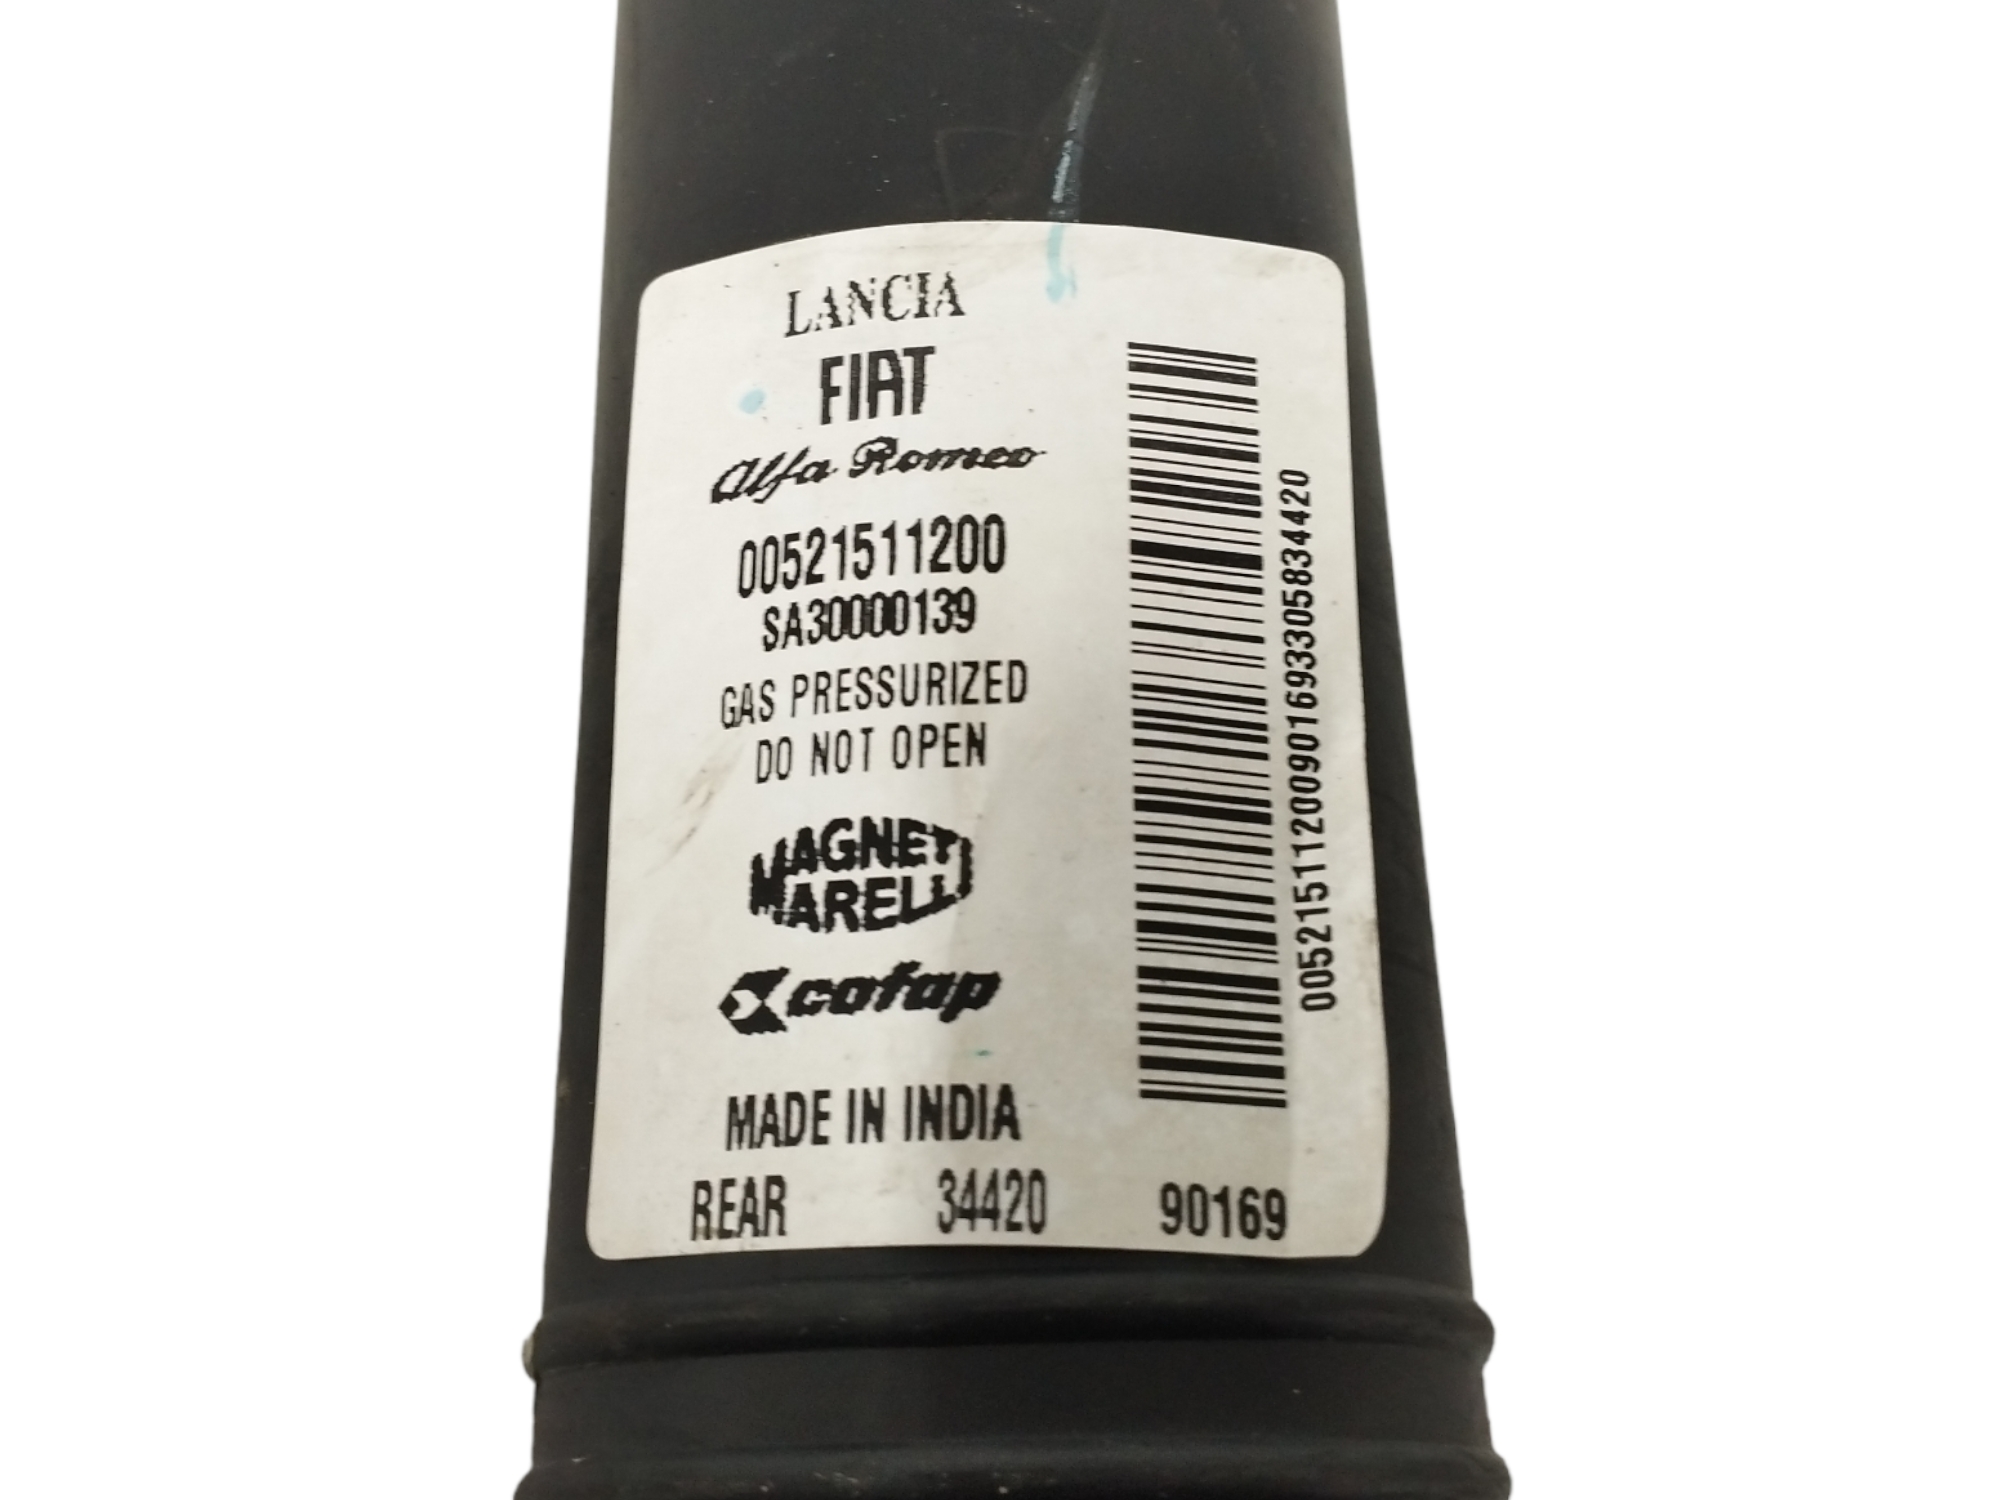 LANCIA
FIAT
Alfa Romeo
00521511200
SA30000139
GAS PRESSURIZED
DO NOT OPEN
MAGNETI
MARELLI
cofap
MADE IN INDIA
REAR 34420 90169
00521511200901693305834420